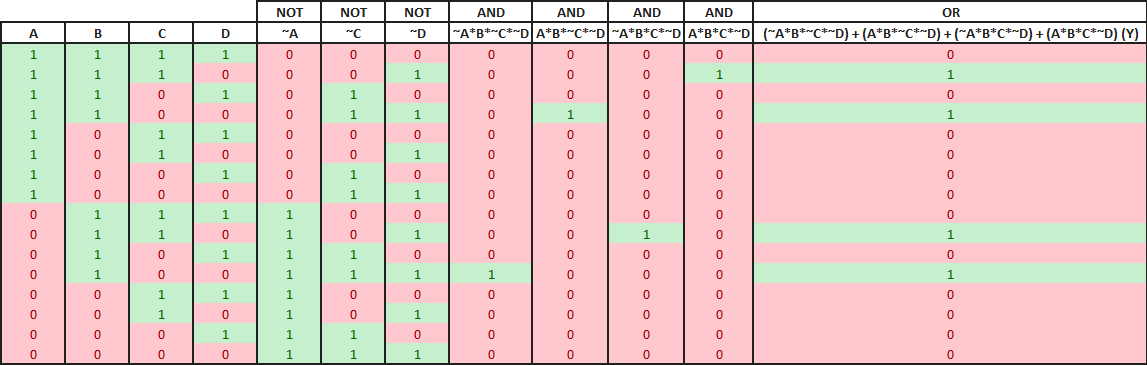 NOT NOT NOT AND AND AND AND OR
A B C D ~A ~C ~D ~A*B*~C*~D A*B*~C*~D ~A*B*C*~D A*B*C*~D (~A*B*~C*~D) + (A*B*~C*~D) + (~A*B*C*~D) + (A*B*C*~D) (Y)
1 1 1 1 0 0 0 0 0 0 0 0
1 1 1 0 0 0 1 0 0 0 1 1
1 1 0 1 0 1 0 0 0 0 0 0
1 1 0 0 0 1 1 0 1 0 0 1
1 0 1 1 0 0 0 0 0 0 0 0
1 0 1 0 0 0 1 0 0 0 0 0
1 0 0 1 0 1 0 0 0 0 0 0
1 0 0 0 0 1 1 0 0 0 0 0
0 1 1 1 1 0 0 0 0 0 0 0
0 1 1 0 1 0 1 0 0 1 0 1
0 1 0 1 1 1 0 0 0 0 0 0
0 1 0 0 1 1 1 1 0 0 0 1
0 0 1 1 1 0 0 0 0 0 0 0
0 0 1 0 1 0 1 0 0 0 0 0
0 0 0 1 1 1 0 0 0 0 0 0
0 0 0 0 1 1 1 0 0 0 0 0